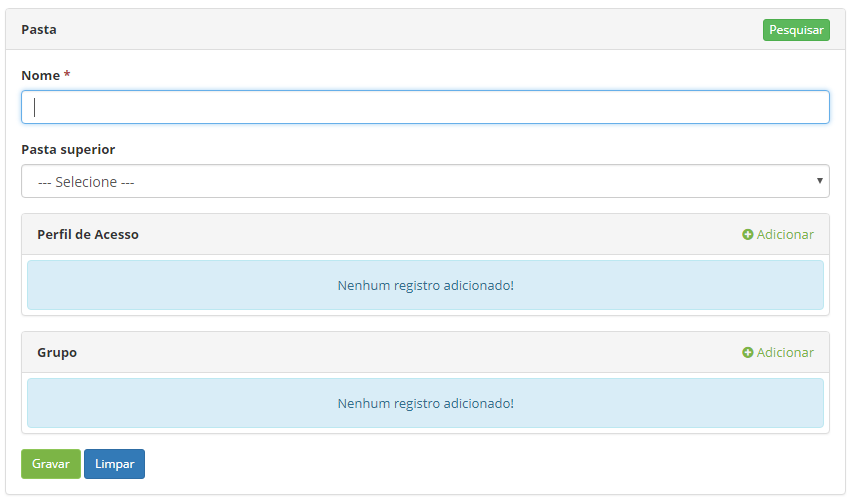 Pasta
Pesquisar
Nome *
Pasta superior
--- Selecione ---
Perfil de Acesso
Adicionar
Nenhum registro adicionado!
Grupo
Adicionar
Nenhum registro adicionado!
Gravar
Limpar